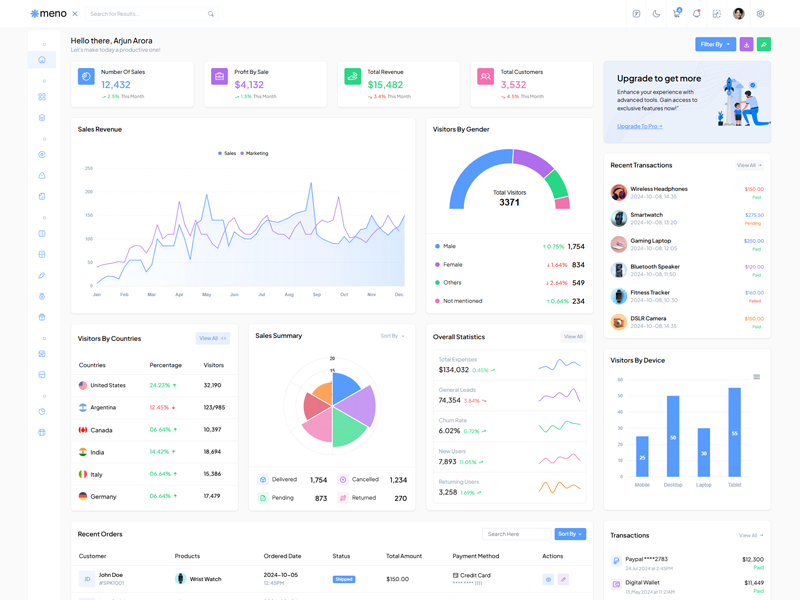 meno
Search for Results...
Hello there, Arjun Arora
Let's make today a productive one!
Filter By
Number Of Sales
12,432
2.5% This Month
Profit By Sale
$4,132
1.5% This Month
Total Revenue
$15,482
3.4% This Month
Total Customers
3,532
4.5% This Month
Upgrade to get more
Enhance your experience with
advanced tools. Gain access to
exclusive features now!"
Upgrade To Pro
Sales Revenue
Sales Marketing
250
200
150
100
50
0
Jan Feb Mar Apr May Jun Jul Aug Sep Oct Nov Dec
Visitors By Gender
Total Visitors
3371
Male 0.75% 1,754
Female 1.64% 834
Others 2.64% 549
Not mentioned 0.64% 234
Recent Transactions
View All
Wireless Headphones $150.00
2024-10-08, 14:35 Paid
Smartwatch $275.50
2024-10-08, 13:20 Pending
Gaming Laptop $250.00
2024-10-08, 12:05 Paid
Bluetooth Speaker $120.00
2024-10-08, 11:50 Paid
Fitness Tracker $160.00
2024-10-08, 10:30 Failed
DSLR Camera $150.00
2024-10-08, 14:35 Paid
Visitors By Countries
View All
Countries Percentage Visitors
United States 24.23% 32,190
Argentina 12.45% 123,985
Canada 06.64% 10,397
India 14.42% 18,694
Italy 06.64% 15,386
Germany 06.64% 17,479
Sales Summary
Sort By
20
15
Delivered 1,754
Cancelled 1,234
Pending 873
Returned 270
Overall Statistics
View All
Total Expenses
$134,032 0.45%
General Leads
74,354 3.84%
Churn Rate
6.02% 0.72%
New Users
7,893
Returning Users
3,258 1.69%
Visitors By Device
60
50
40
30
20
10
0
25
50
30
55
Mobile Desktop Laptop Tablet
Recent Orders
Search Here
Sort By
Customer Products Ordered Date Status Total Amount Payment Method Actions
JD
John Doe
#SPK1001
Wrist Watch
2024-10-05
12:45PM
Shipped
$150.00
Credit Card
Transactions
View All
Paypal ****2783 $12,300
24 Jul 2024 at 2:45PM Paid
Digital Wallet $11,449
Paid